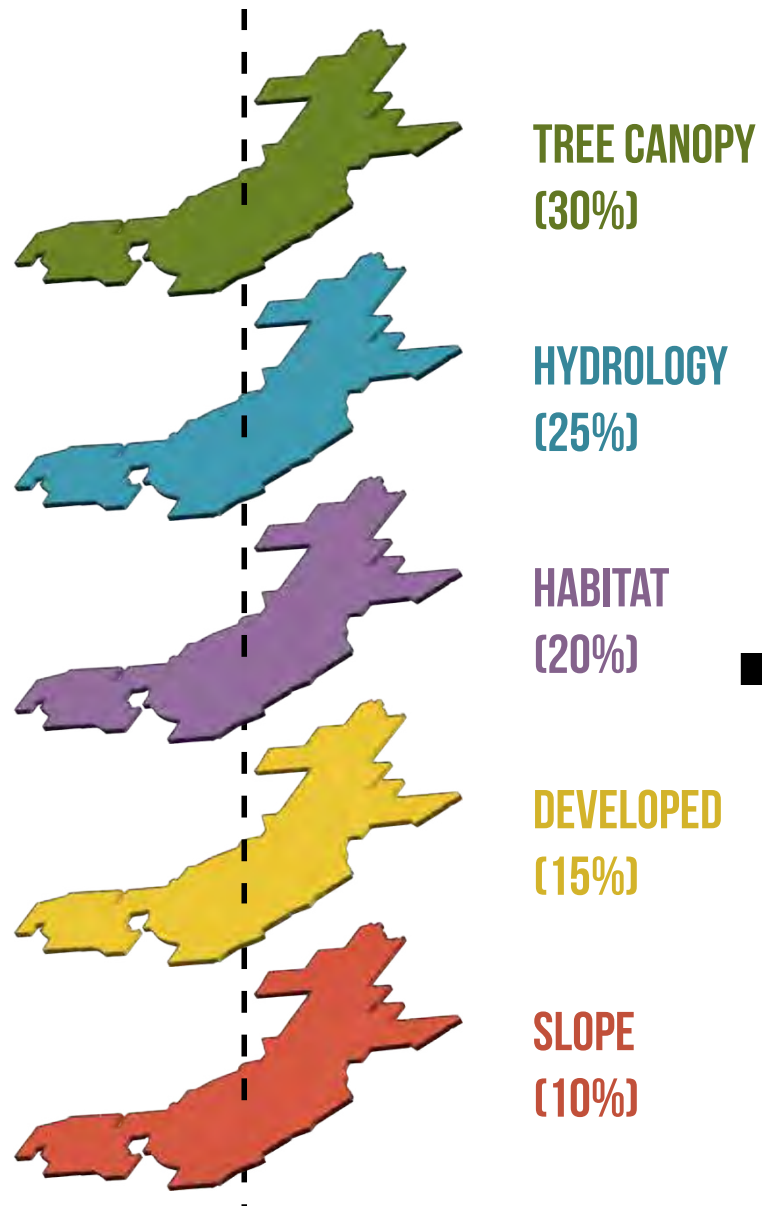 TREE CANOPY
(30%)
HYDROLOGY
(25%)
HABITAT
(20%)
DEVELOPED
(15%)
SLOPE
(10%)